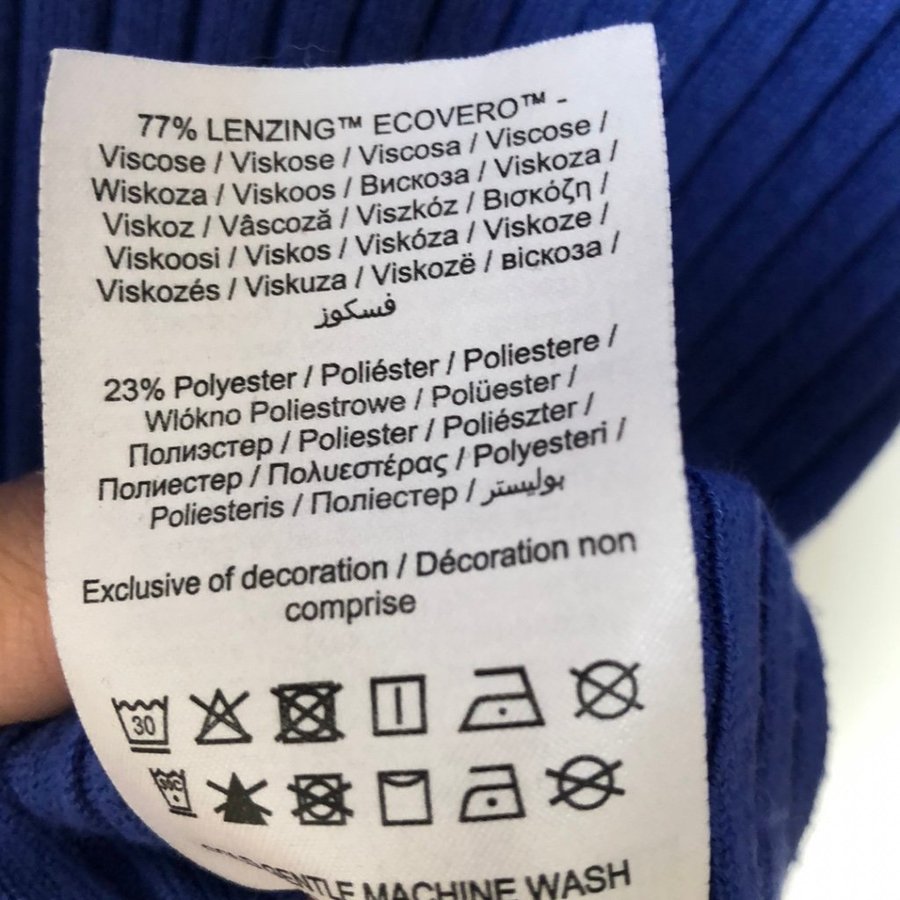 77% LENZING™ ECOVERO™ -
Viscose / Viskose / Viscosa / Viscose /
Wiskoza / Viskoos / Вискоза / Viskoza /
Viskoz / Vâscoză / Viszkóz / Βισκόζη /
Viskoosi / Viskos / Viskóza / Viskoze /
Viskozés / Viskuza / Viskozë / віскоза /
فسكوز
23% Polyester / Poliéster / Poliestere /
Wlókno Poliestrowe / Polüester /
Полиэстер / Poliester / Poliészter /
Полиестер / Πολυεστέρας / Polyesteri /
Poliesteris / Поліестер / بوليستر
Exclusive of decoration / Décoration non
comprise
30
GENTLE MACHINE WASH